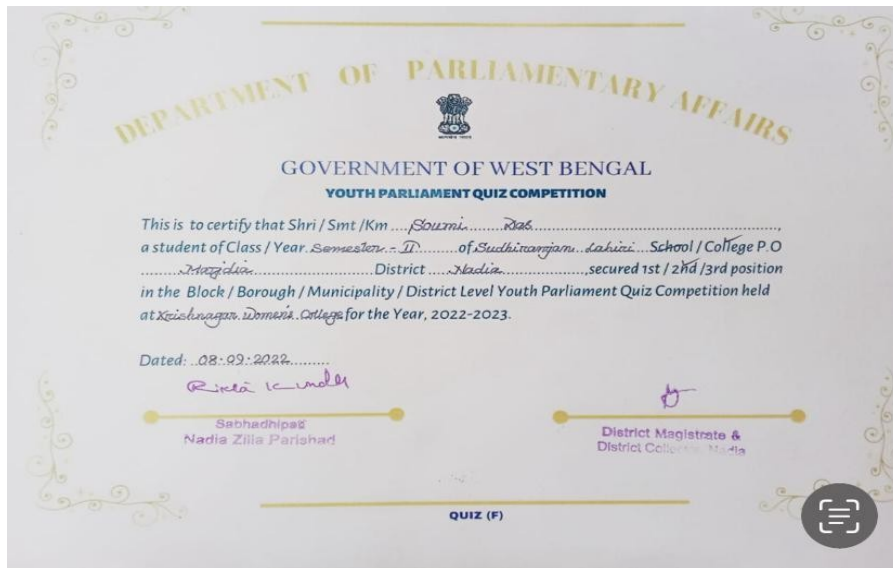 DEPARTMENT OF PARLIAMENTARY AFFAIRS
GOVERNMENT OF WEST BENGAL
YOUTH PARLIAMENT QUIZ COMPETITION
This is to certify that Shri / Smt /Km ....Soumi Das....,
a student of Class / Year. Semester - II ....of Sudhiranjan Lahiri School / College P.O
....Majdia....District ....Nadia....,secured 1st / 2nd /3rd position
in the Block / Borough / Municipality / District Level Youth Parliament Quiz Competition held
at Krishnagar Women's College for the Year, 2022-2023.
Dated: ..08.09.2022....
Rikta Kundu
Sabhadhipati
Nadia Zilla Parishad
District Magistrate &
District Collector, Nadia
QUIZ (F)